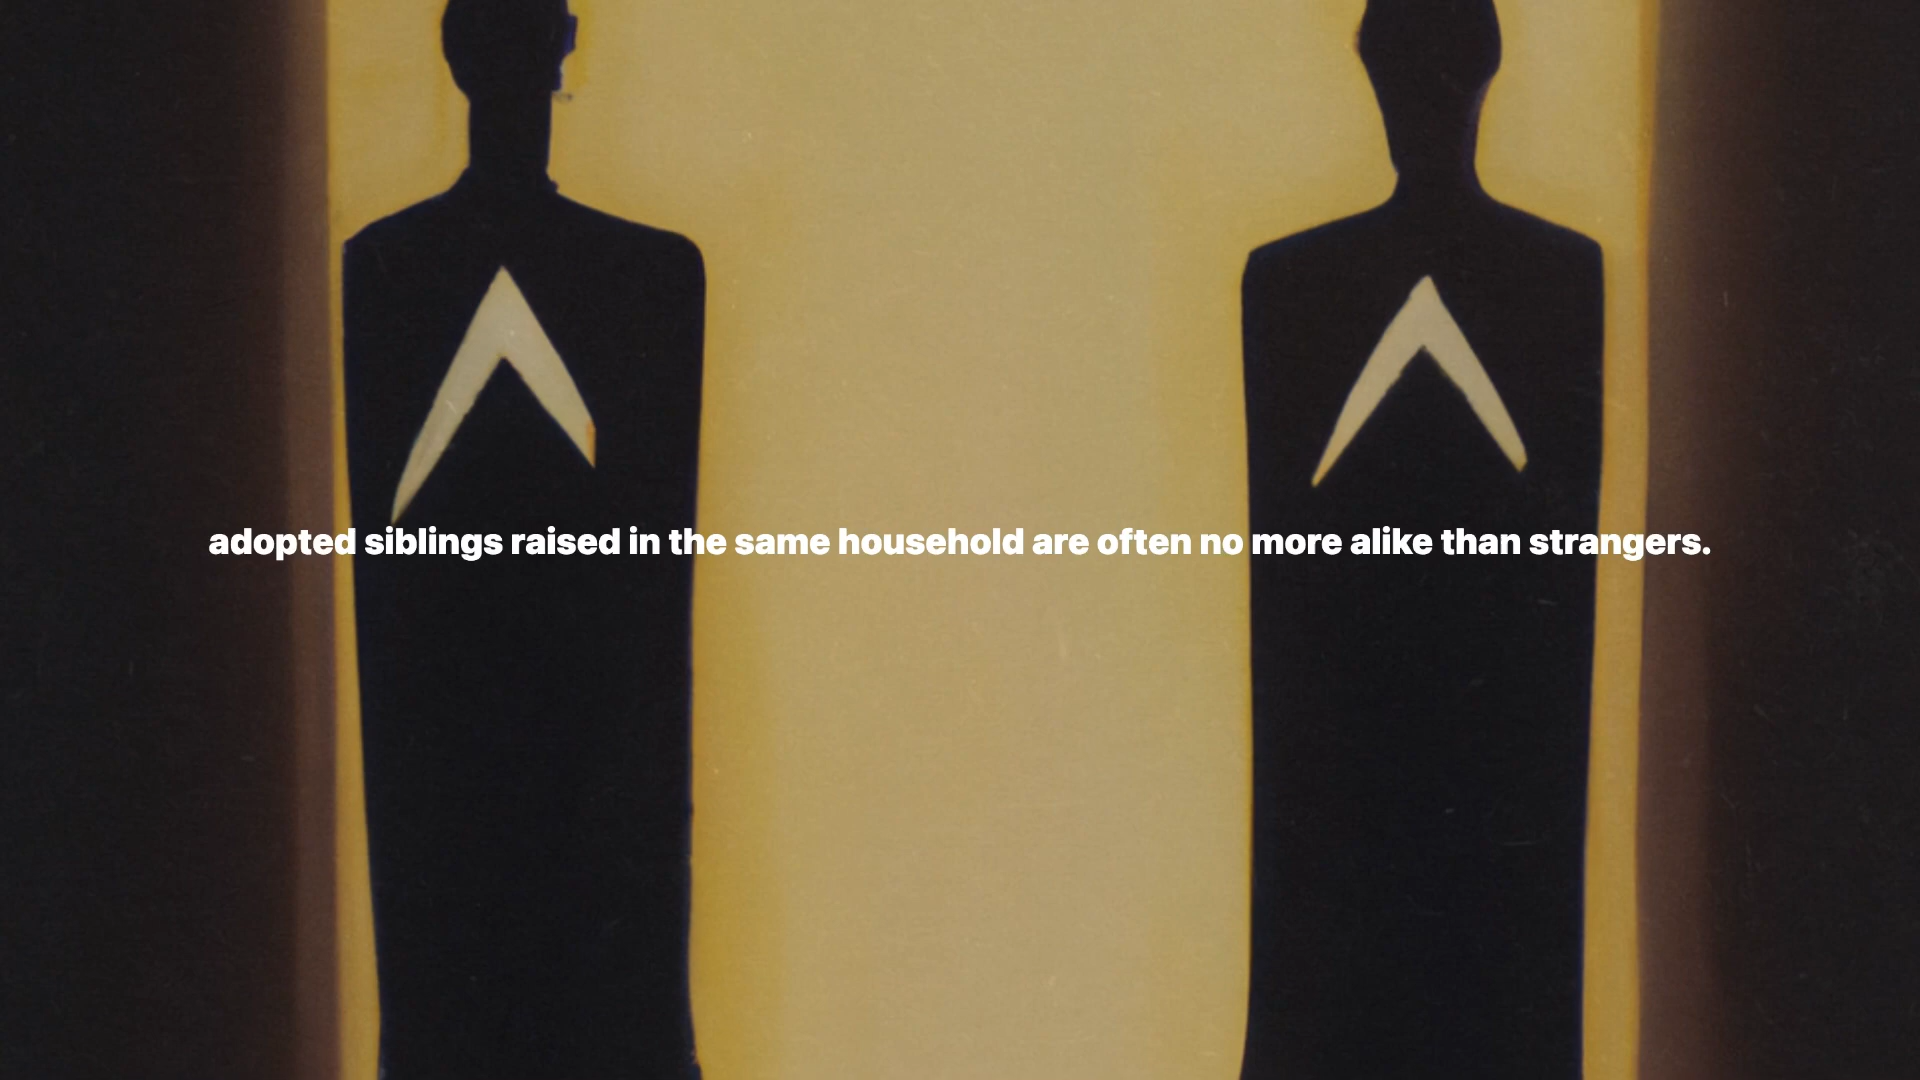 adopted siblings raised in the same household are often no more alike than strangers.